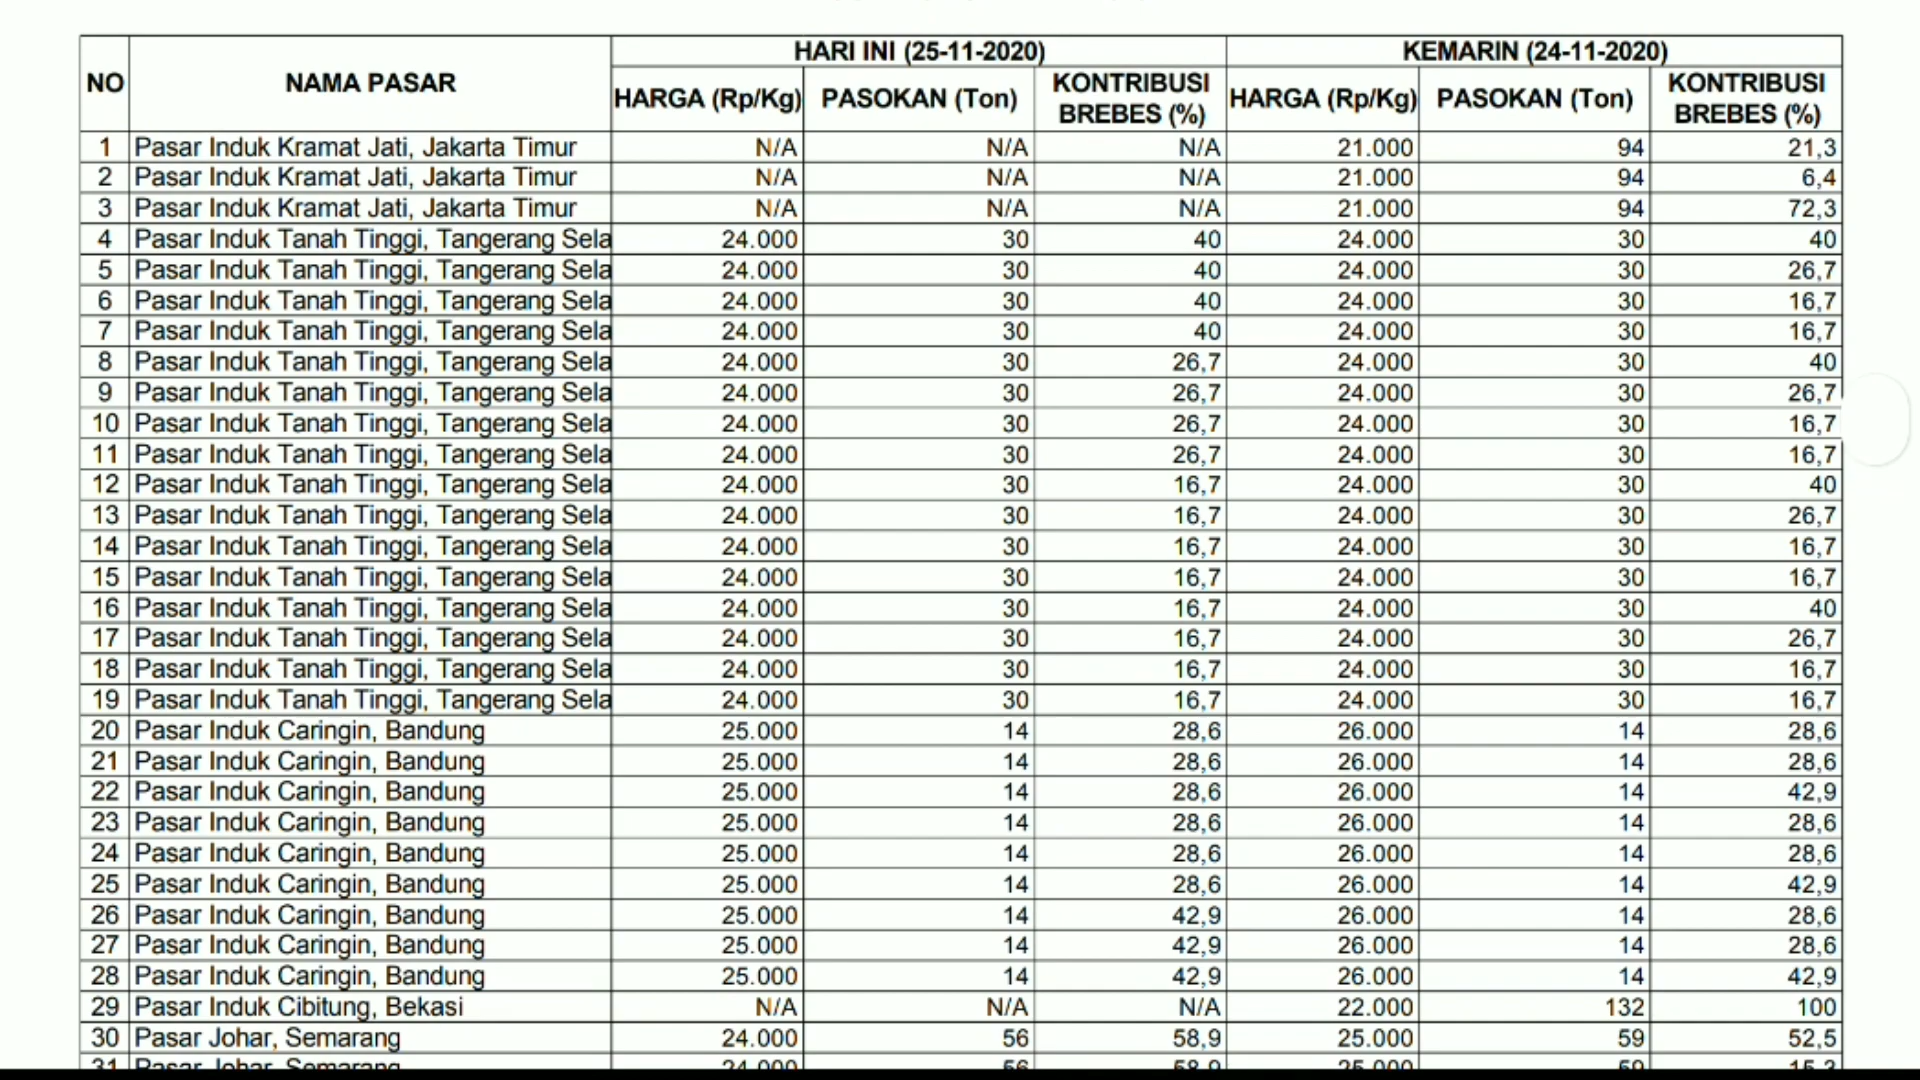 HARI INI (25-11-2020) KEMARIN (24-11-2020)
NO NAMA PASAR HARGA (Rp/Kg) PASOKAN (Ton) KONTRIBUSI BREBES (%) HARGA (Rp/Kg) PASOKAN (Ton) KONTRIBUSI BREBES (%)
1 Pasar Induk Kramat Jati, Jakarta Timur N/A N/A N/A 21.000 94 21,3
2 Pasar Induk Kramat Jati, Jakarta Timur N/A N/A N/A 21.000 94 6,4
3 Pasar Induk Kramat Jati, Jakarta Timur N/A N/A N/A 21.000 94 72,3
4 Pasar Induk Tanah Tinggi, Tangerang Sela 24.000 30 40 24.000 30 40
5 Pasar Induk Tanah Tinggi, Tangerang Sela 24.000 30 40 24.000 30 26,7
6 Pasar Induk Tanah Tinggi, Tangerang Sela 24.000 30 40 24.000 30 16,7
7 Pasar Induk Tanah Tinggi, Tangerang Sela 24.000 30 40 24.000 30 16,7
8 Pasar Induk Tanah Tinggi, Tangerang Sela 24.000 30 26,7 24.000 30 40
9 Pasar Induk Tanah Tinggi, Tangerang Sela 24.000 30 26,7 24.000 30 26,7
10 Pasar Induk Tanah Tinggi, Tangerang Sela 24.000 30 26,7 24.000 30 16,7
11 Pasar Induk Tanah Tinggi, Tangerang Sela 24.000 30 26,7 24.000 30 16,7
12 Pasar Induk Tanah Tinggi, Tangerang Sela 24.000 30 16,7 24.000 30 40
13 Pasar Induk Tanah Tinggi, Tangerang Sela 24.000 30 16,7 24.000 30 26,7
14 Pasar Induk Tanah Tinggi, Tangerang Sela 24.000 30 16,7 24.000 30 16,7
15 Pasar Induk Tanah Tinggi, Tangerang Sela 24.000 30 16,7 24.000 30 16,7
16 Pasar Induk Tanah Tinggi, Tangerang Sela 24.000 30 16,7 24.000 30 40
17 Pasar Induk Tanah Tinggi, Tangerang Sela 24.000 30 16,7 24.000 30 26,7
18 Pasar Induk Tanah Tinggi, Tangerang Sela 24.000 30 16,7 24.000 30 16,7
19 Pasar Induk Tanah Tinggi, Tangerang Sela 24.000 30 16,7 24.000 30 16,7
20 Pasar Induk Caringin, Bandung 25.000 14 28,6 26.000 14 28,6
21 Pasar Induk Caringin, Bandung 25.000 14 28,6 26.000 14 28,6
22 Pasar Induk Caringin, Bandung 25.000 14 28,6 26.000 14 42,9
23 Pasar Induk Caringin, Bandung 25.000 14 28,6 26.000 14 28,6
24 Pasar Induk Caringin, Bandung 25.000 14 28,6 26.000 14 28,6
25 Pasar Induk Caringin, Bandung 25.000 14 28,6 26.000 14 42,9
26 Pasar Induk Caringin, Bandung 25.000 14 42,9 26.000 14 28,6
27 Pasar Induk Caringin, Bandung 25.000 14 42,9 26.000 14 28,6
28 Pasar Induk Caringin, Bandung 25.000 14 42,9 26.000 14 42,9
29 Pasar Induk Cibitung, Bekasi N/A N/A N/A 22.000 132 100
30 Pasar Johar, Semarang 24.000 56 58,9 25.000 59 52,5
31 Pasar Johar, Semarang 24.000 56 58,9 25.000 59